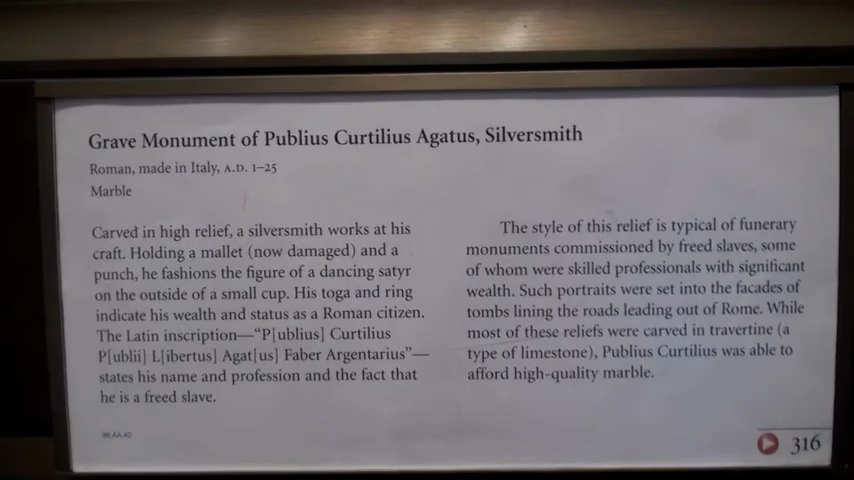 Grave Monument of Publius Curtilius Agatus, Silversmith
Roman, made in Italy, A.D. 1–25
Marble
Carved in high relief, a silversmith works at his
craft. Holding a mallet (now damaged) and a
punch, he fashions the figure of a dancing satyr
on the outside of a small cup. His toga and ring
indicate his wealth and status as a Roman citizen.
The Latin inscription—“P[ublius] Curtilius
P[ublii] L[ibertus] Agat[us] Faber Argentarius”—
states his name and profession and the fact that
he is a freed slave.
The style of this relief is typical of funerary
monuments commissioned by freed slaves, some
of whom were skilled professionals with significant
wealth. Such portraits were set into the facades of
tombs lining the roads leading out of Rome. While
most of these reliefs were carved in travertine (a
type of limestone), Publius Curtilius was able to
afford high-quality marble.
96.AA.40
316